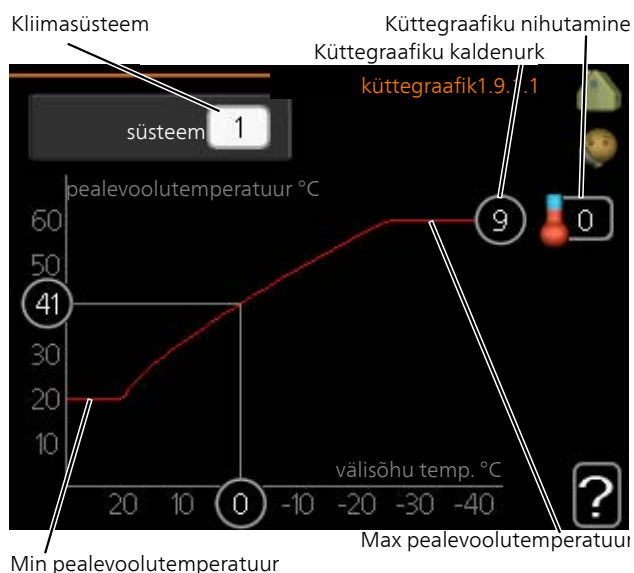 Kliimasüsteem
Küttegraafiku nihutamine
Küttegraafiku kaldenurk
küttegraafik1.9.1.1
süsteem 1
pealevoolutemperatuur °C
60
9
0
50
41
30
20
10
välisõhu temp. °C
20 10 0 -10 -20 -30 -40
?
Max pealevoolutemperatuur
Min pealevoolutemperatuur